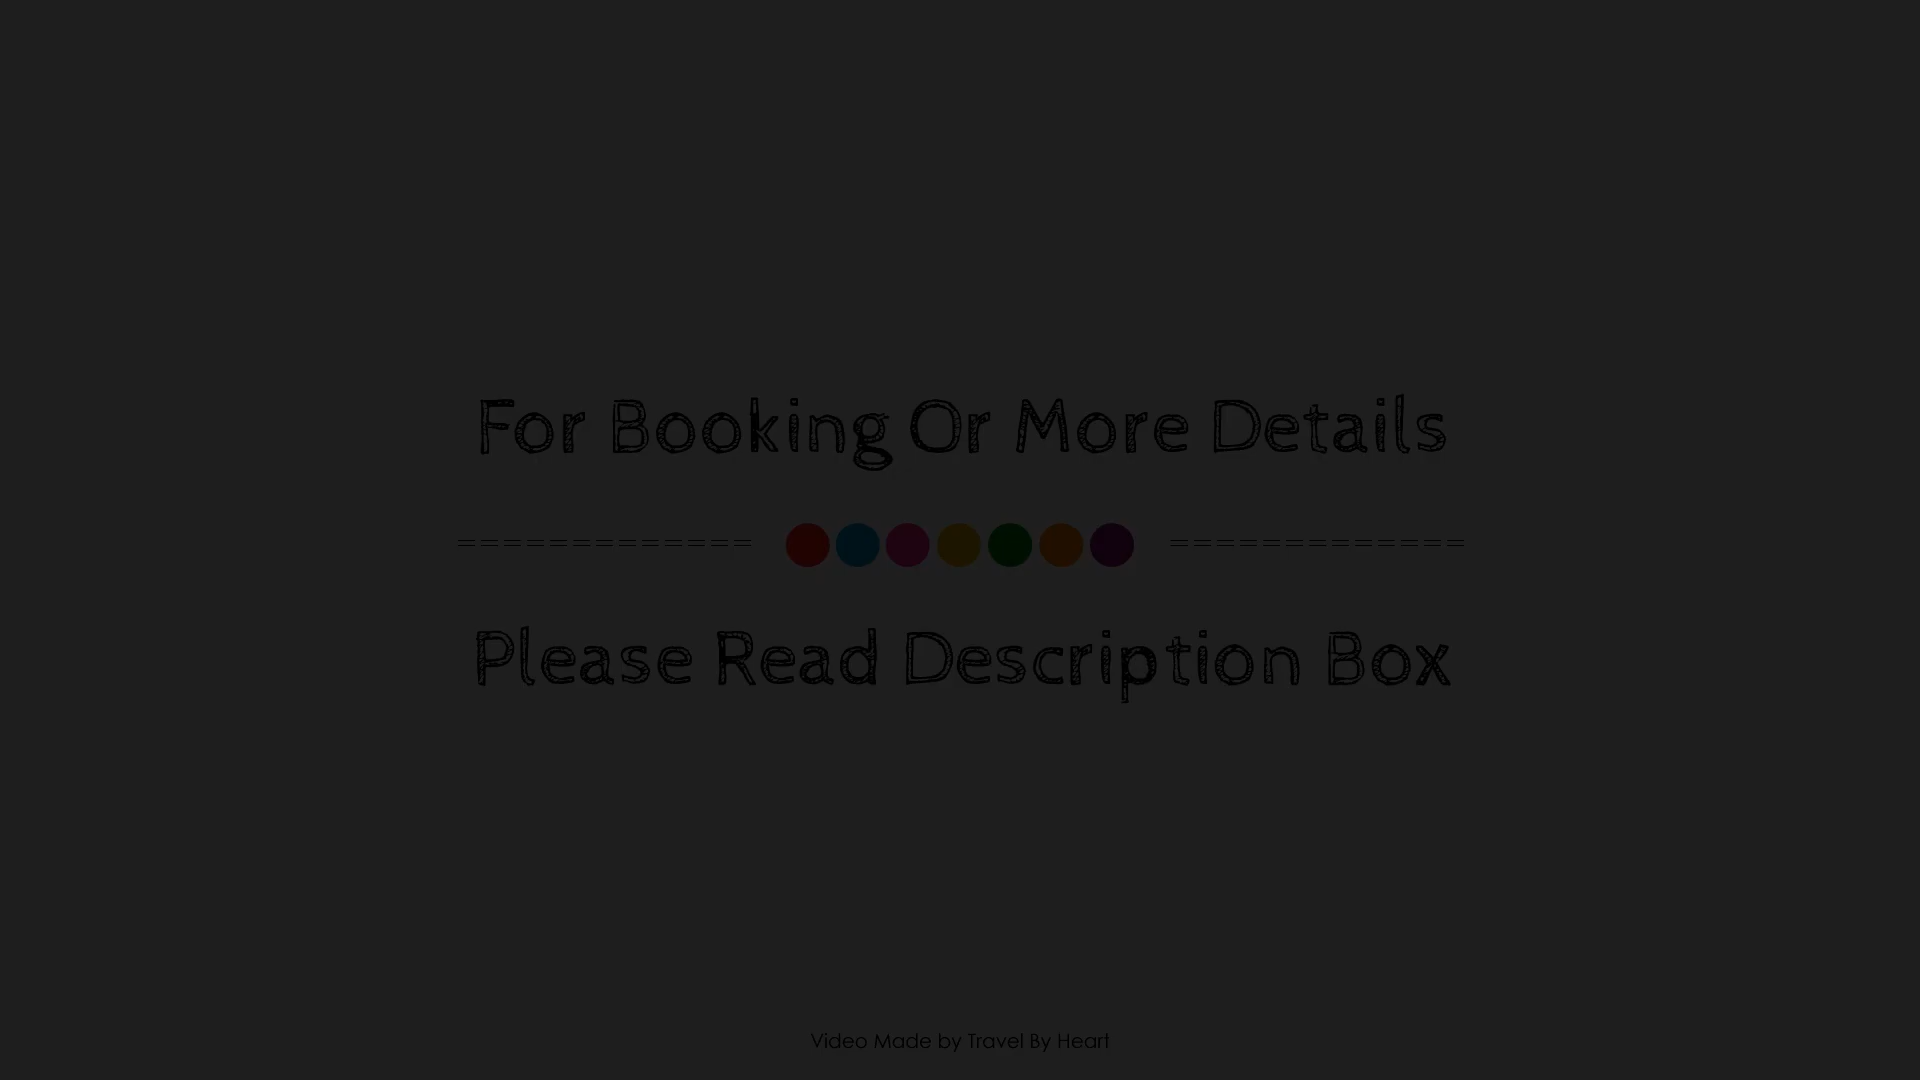 For Booking Or More Details
============= =============
Please Read Description Box
Video Made by Travel By Heart